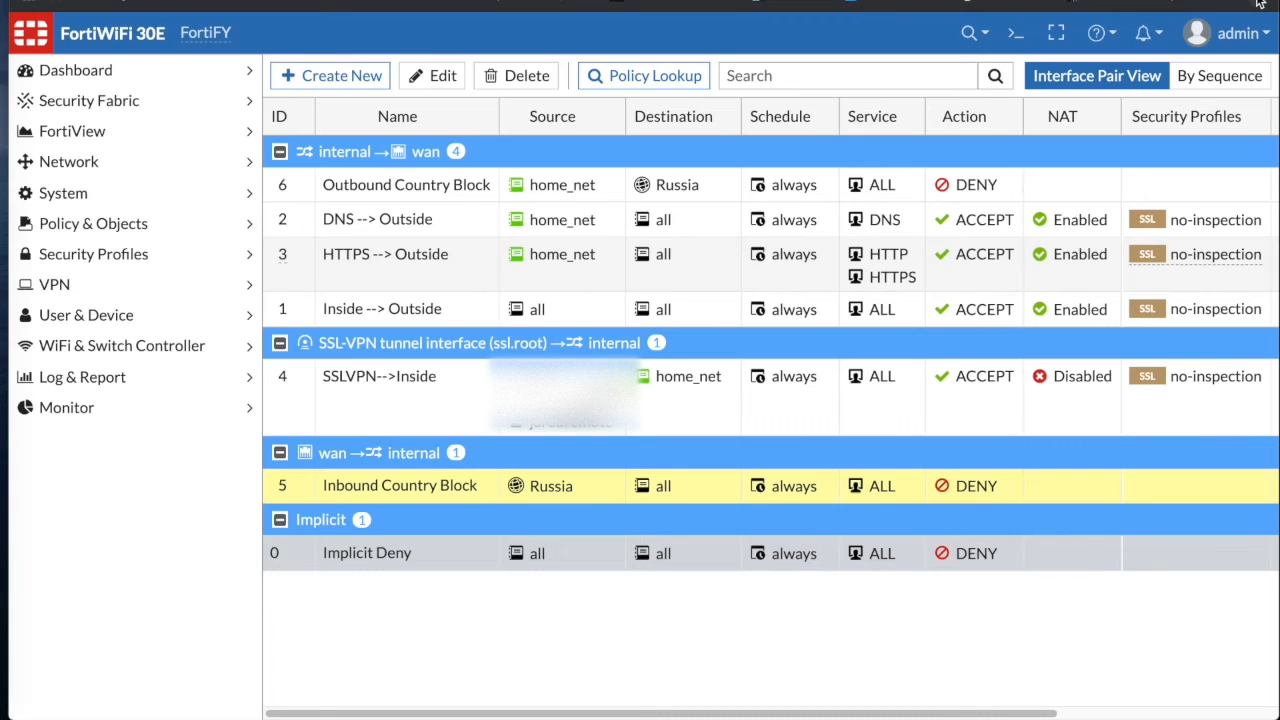 FortiWiFi 30E FortiFY admin
Dashboard
Security Fabric
FortiView
Network
System
Policy & Objects
Security Profiles
VPN
User & Device
WiFi & Switch Controller
Log & Report
Monitor
+ Create New Edit Delete Policy Lookup Search Interface Pair View By Sequence
ID Name Source Destination Schedule Service Action NAT Security Profiles
internal → wan 4
6 Outbound Country Block home_net Russia always ALL DENY
2 DNS --> Outside home_net all always DNS ACCEPT Enabled SSL no-inspection
3 HTTPS --> Outside home_net all always HTTP ACCEPT Enabled SSL no-inspection
HTTPS
1 Inside --> Outside all all always ALL ACCEPT Enabled SSL no-inspection
SSL-VPN tunnel interface (ssl.root) → internal 1
4 SSLVPN-->Inside home_net always ALL ACCEPT Disabled SSL no-inspection
wan → internal 1
5 Inbound Country Block Russia all always ALL DENY
Implicit 1
0 Implicit Deny all all always ALL DENY